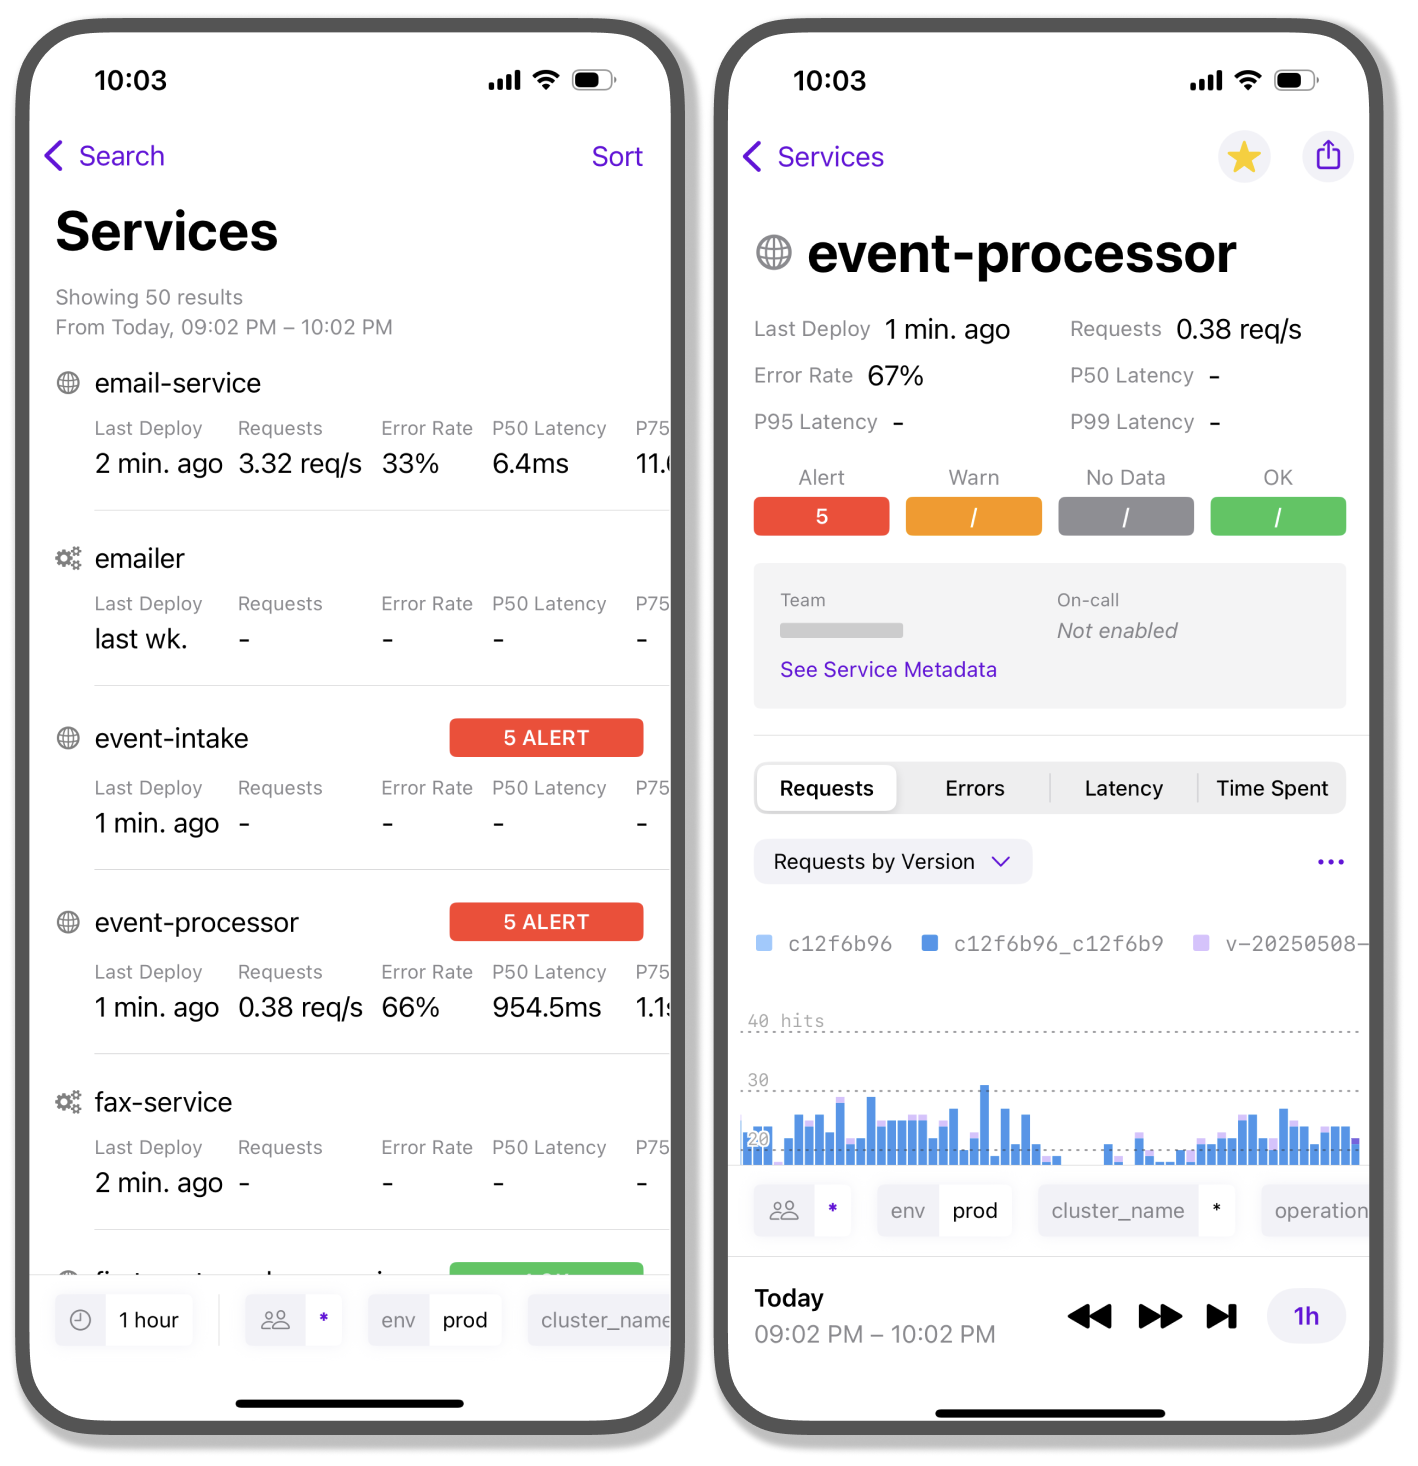 10:03
Search
Sort
Services
Showing 50 results
From Today, 09:02 PM – 10:02 PM
email-service
Last Deploy Requests Error Rate P50 Latency P75
2 min. ago 3.32 req/s 33% 6.4ms 11.
emailer
Last Deploy Requests Error Rate P50 Latency P75
last wk. - - - -
event-intake 5 ALERT
Last Deploy Requests Error Rate P50 Latency P75
1 min. ago - - - -
event-processor 5 ALERT
Last Deploy Requests Error Rate P50 Latency P75
1 min. ago 0.38 req/s 66% 954.5ms 1.1s
fax-service
Last Deploy Requests Error Rate P50 Latency P75
2 min. ago - - - -
1 hour * env prod cluster_name
10:03
Services
event-processor
Last Deploy 1 min. ago Requests 0.38 req/s
Error Rate 67% P50 Latency -
P95 Latency - P99 Latency -
Alert Warn No Data OK
5 / / /
Team On-call
Not enabled
See Service Metadata
Requests Errors Latency Time Spent
Requests by Version
c12f6b96 c12f6b96_c12f6b9 v-20250508-
40 hits
30
20
* env prod cluster_name * operation
Today
09:02 PM – 10:02 PM
1h